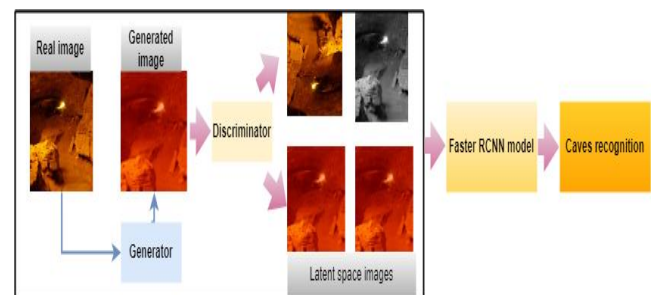 Real image
Generated
image
Discriminator
Generator
Latent space images
Faster RCNN model
Caves recognition